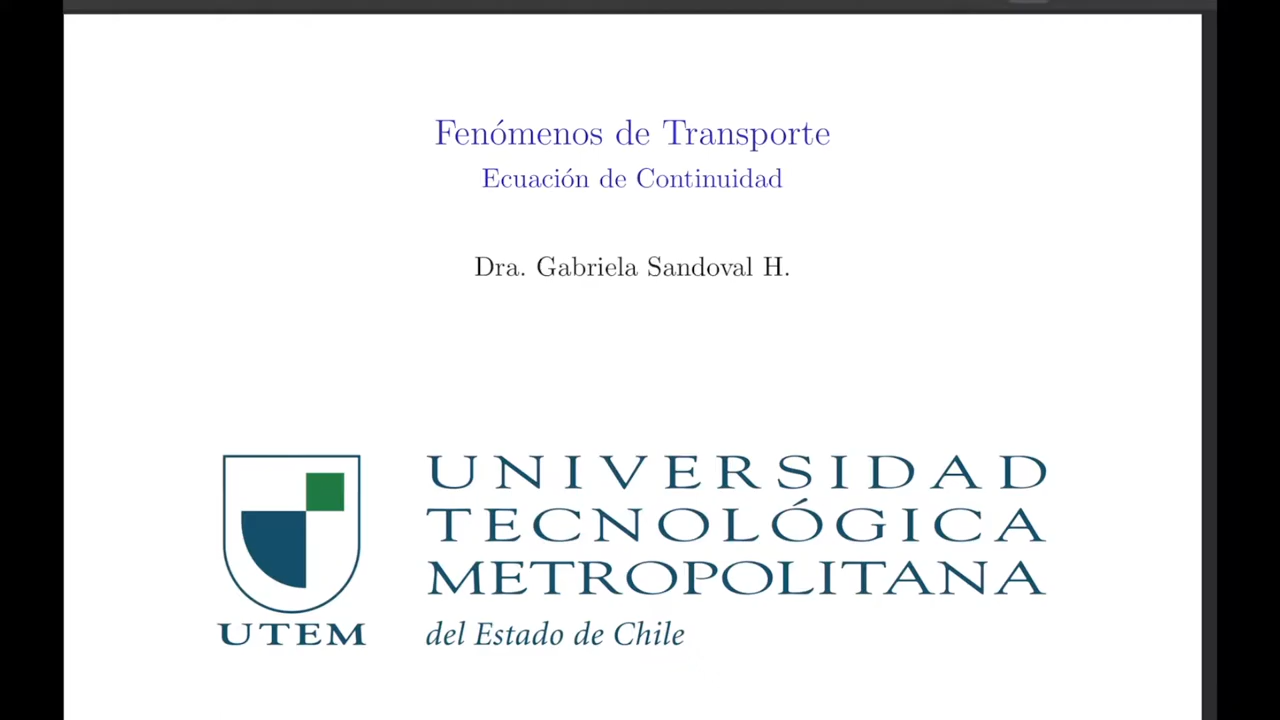 Fenómenos de Transporte
Ecuación de Continuidad
Dra. Gabriela Sandoval H.
UNIVERSIDAD
TECNOLÓGICA
METROPOLITANA
del Estado de Chile
UTEM